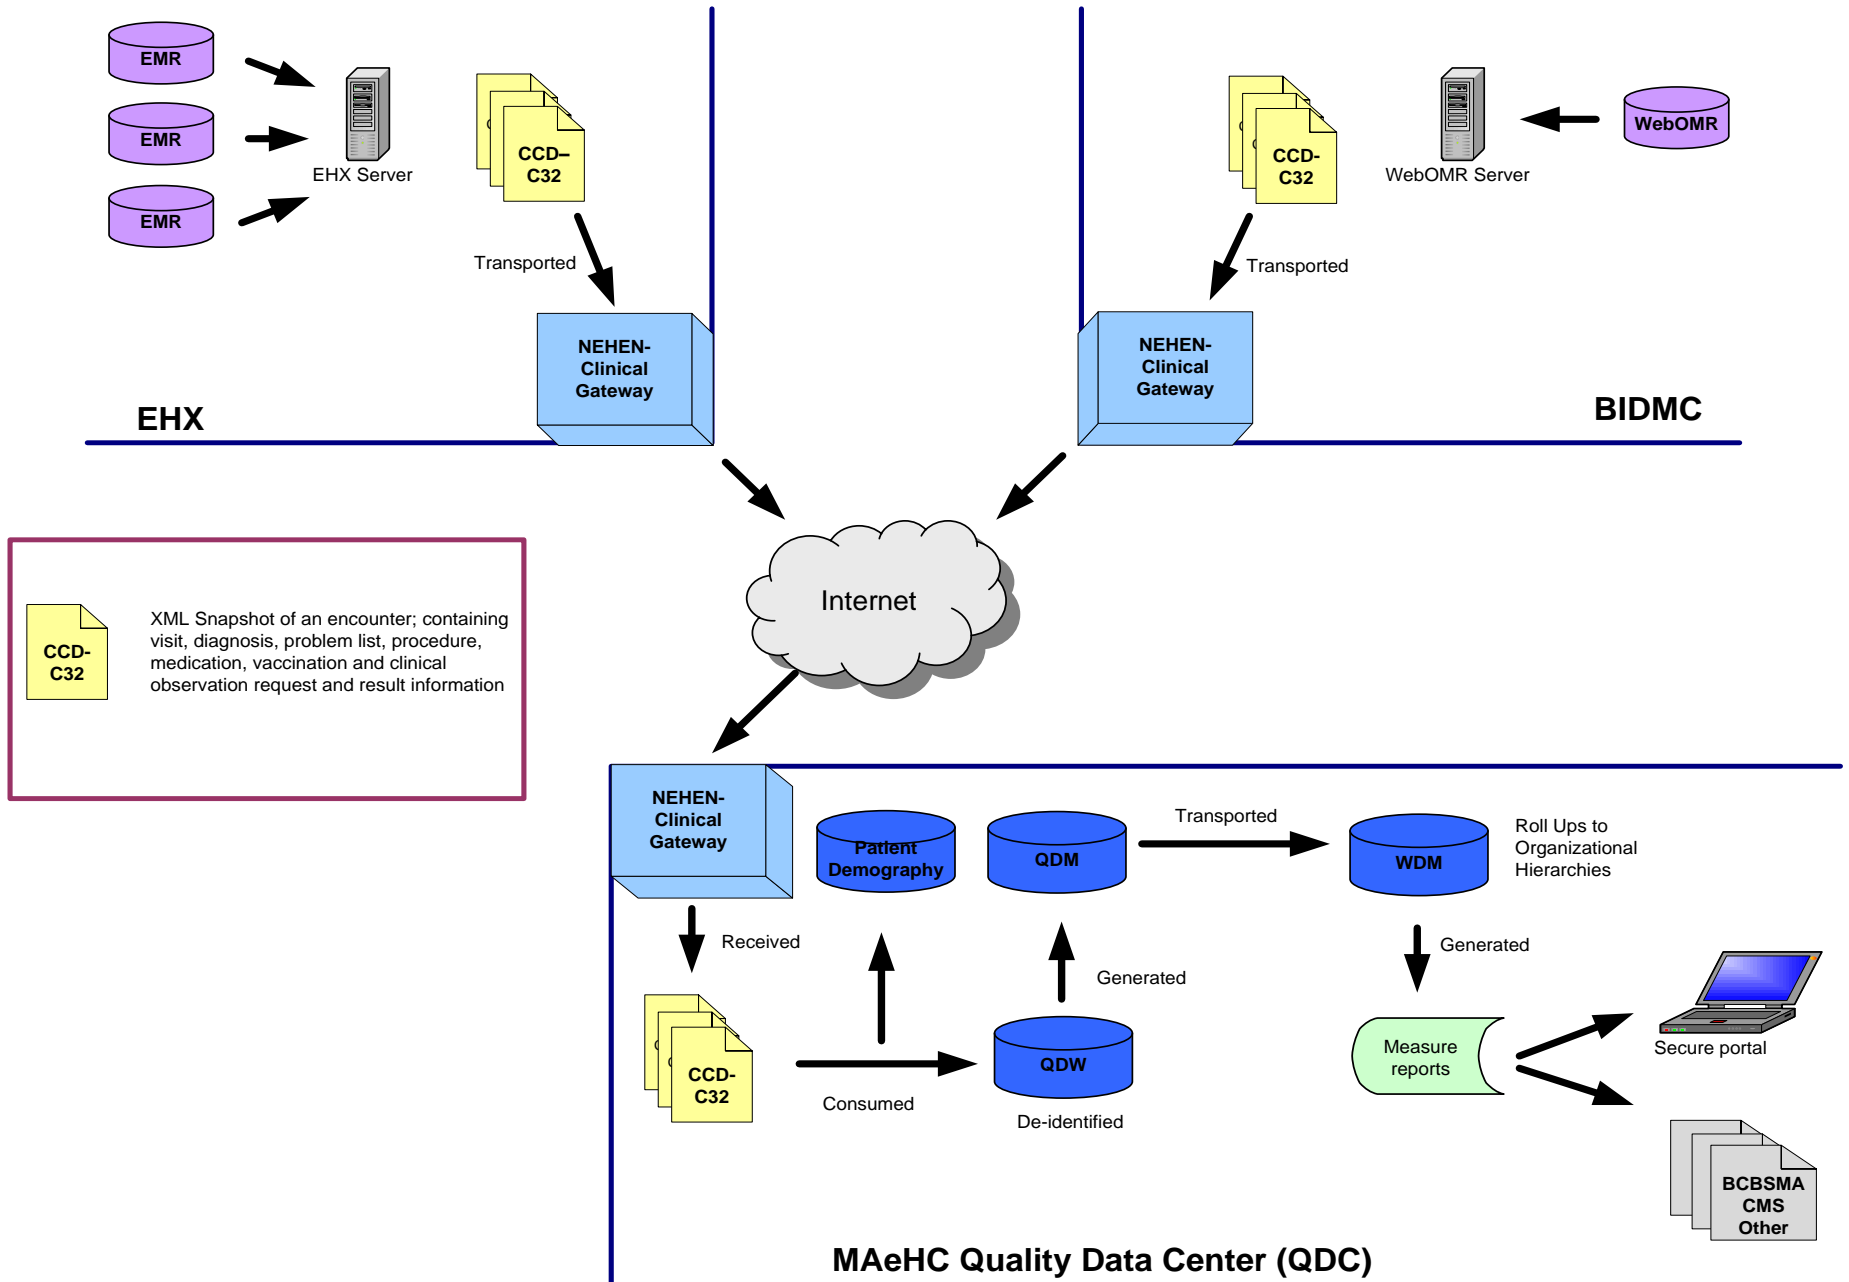 EMR
EMR
EMR
EHX Server
CCD–
C32
Transported
NEHEN-
Clinical
Gateway
EHX
CCD-
C32
WebOMR Server
WebOMR
Transported
NEHEN-
Clinical
Gateway
BIDMC
Internet
CCD-
C32
XML Snapshot of an encounter; containing
visit, diagnosis, problem list, procedure,
medication, vaccination and clinical
observation request and result information
NEHEN-
Clinical
Gateway
Received
CCD-
C32
Consumed
Patient
Demography
QDM
Generated
QDW
De-identified
Transported
WDM
Roll Ups to
Organizational
Hierarchies
Generated
Measure
reports
Secure portal
BCBSMA
CMS
Other
MAeHC Quality Data Center (QDC)